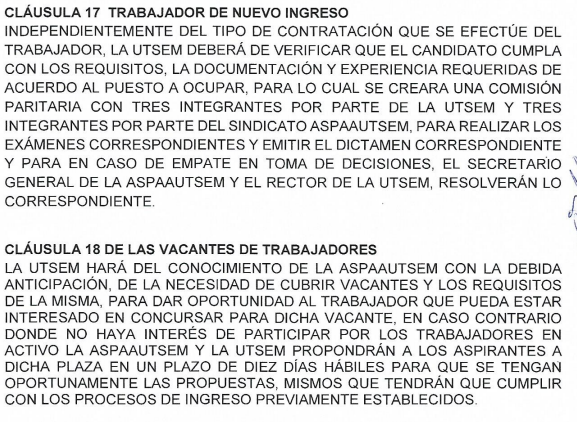 CLÁUSULA 17 TRABAJADOR DE NUEVO INGRESO
INDEPENDIENTEMENTE DEL TIPO DE CONTRATACIÓN QUE SE EFECTÚE DEL
TRABAJADOR, LA UTSEM DEBERÁ DE VERIFICAR QUE EL CANDIDATO CUMPLA
CON LOS REQUISITOS, LA DOCUMENTACIÓN Y EXPERIENCIA REQUERIDAS DE
ACUERDO AL PUESTO A OCUPAR, PARA LO CUAL SE CREARA UNA COMISIÓN
PARITARIA CON TRES INTEGRANTES POR PARTE DE LA UTSEM Y TRES
INTEGRANTES POR PARTE DEL SINDICATO ASPAAUTSEM, PARA REALIZAR LOS
EXÁMENES CORRESPONDIENTES Y EMITIR EL DICTAMEN CORRESPONDIENTE
Y PARA EN CASO DE EMPATE EN TOMA DE DECISIONES, EL SECRETARIO
GENERAL DE LA ASPAAUTSEM Y EL RECTOR DE LA UTSEM, RESOLVERÁN LO
CORRESPONDIENTE.
CLÁUSULA 18 DE LAS VACANTES DE TRABAJADORES
LA UTSEM HARÁ DEL CONOCIMIENTO DE LA ASPAAUTSEM CON LA DEBIDA
ANTICIPACIÓN, DE LA NECESIDAD DE CUBRIR VACANTES Y LOS REQUISITOS
DE LA MISMA, PARA DAR OPORTUNIDAD AL TRABAJADOR QUE PUEDA ESTAR
INTERESADO EN CONCURSAR PARA DICHA VACANTE, EN CASO CONTRARIO
DONDE NO HAYA INTERÉS DE PARTICIPAR POR LOS TRABAJADORES EN
ACTIVO LA ASPAAUTSEM Y LA UTSEM PROPONDRÁN A LOS ASPIRANTES A
DICHA PLAZA EN UN PLAZO DE DIEZ DÍAS HÁBILES PARA QUE SE TENGAN
OPORTUNAMENTE LAS PROPUESTAS, MISMOS QUE TENDRÁN QUE CUMPLIR
CON LOS PROCESOS DE INGRESO PREVIAMENTE ESTABLECIDOS.